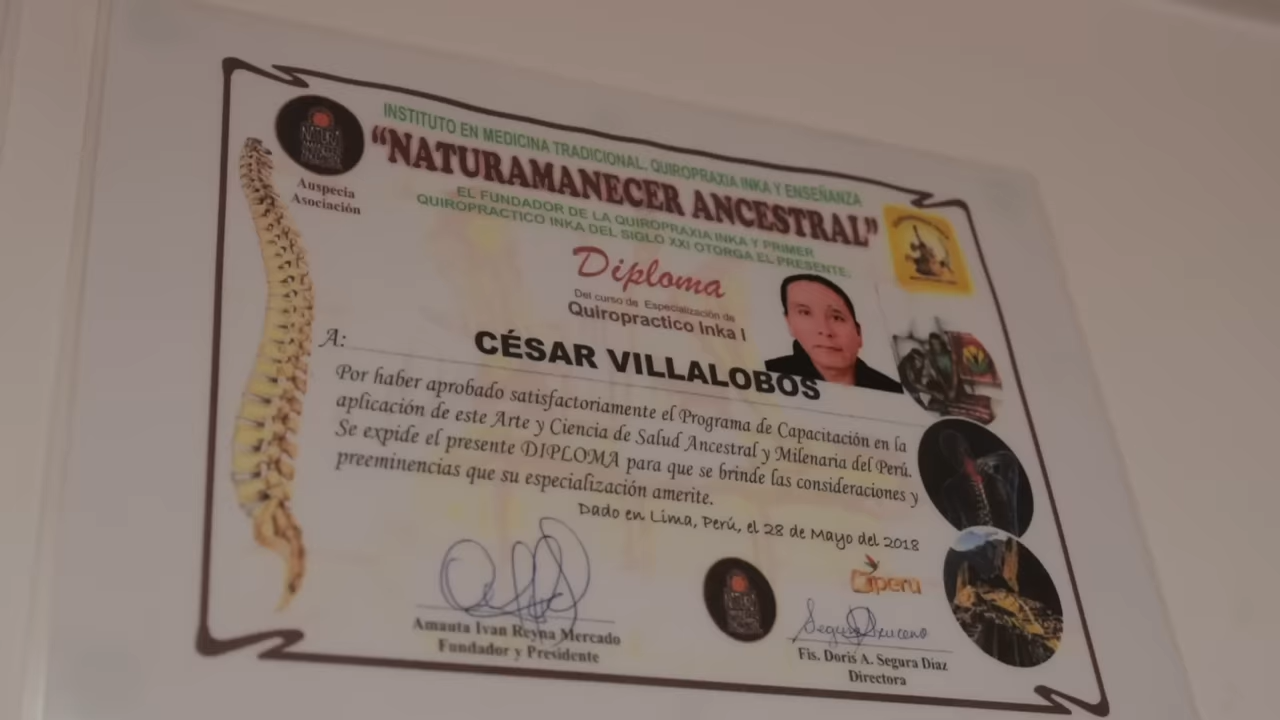 INSTITUTO EN MEDICINA TRADICIONAL, QUIROPRAXIA INKA Y ENSEÑANZA
“NATURAMANECER ANCESTRAL”
EL FUNDADOR DE LA QUIROPRAXIA INKA Y PRIMER
QUIROPRACTICO INKA DEL SIGLO XXI OTORGA EL PRESENTE.
NATURA
Auspecia
Asociación
Diploma
Del curso de Especialización de
Quiropractico Inka I
A:
CÉSAR VILLALOBOS
Por haber aprobado satisfactoriamente el Programa de Capacitación en la
aplicación de este Arte y Ciencia de Salud Ancestral y Milenaria del Perú.
Se expide el presente DIPLOMA para que se brinde las consideraciones y
preeminencias que su especialización amerite.
Dado en Lima, Perú, el 28 de Mayo del 2018
perú
Amauta Ivan Reyna Mercado
Fundador y Presidente
NATURA
Fis. Doris A. Segura Díaz
Directora